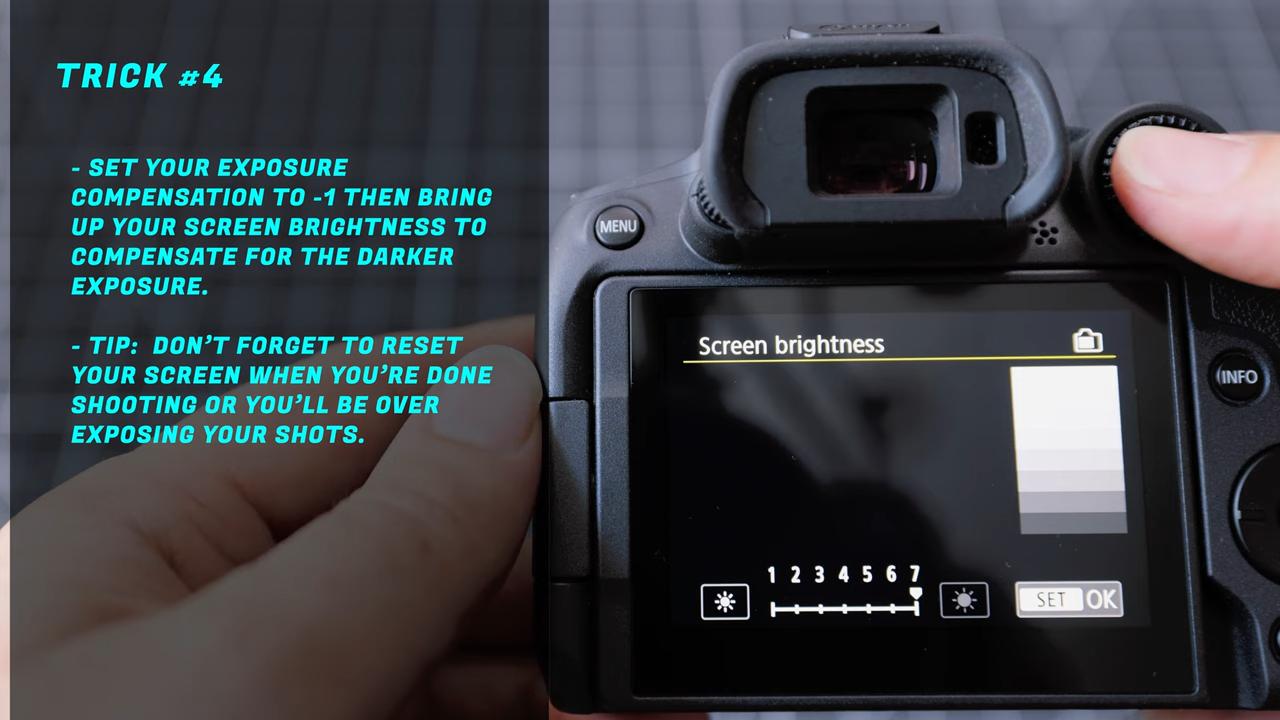 TRICK #4
- SET YOUR EXPOSURE
COMPENSATION TO -1 THEN BRING
UP YOUR SCREEN BRIGHTNESS TO
COMPENSATE FOR THE DARKER
EXPOSURE.
- TIP:  DON'T FORGET TO RESET
YOUR SCREEN WHEN YOU'RE DONE
SHOOTING OR YOU'LL BE OVER
EXPOSING YOUR SHOTS.
MENU
INFO
Screen brightness
1 2 3 4 5 6 7
SET OK